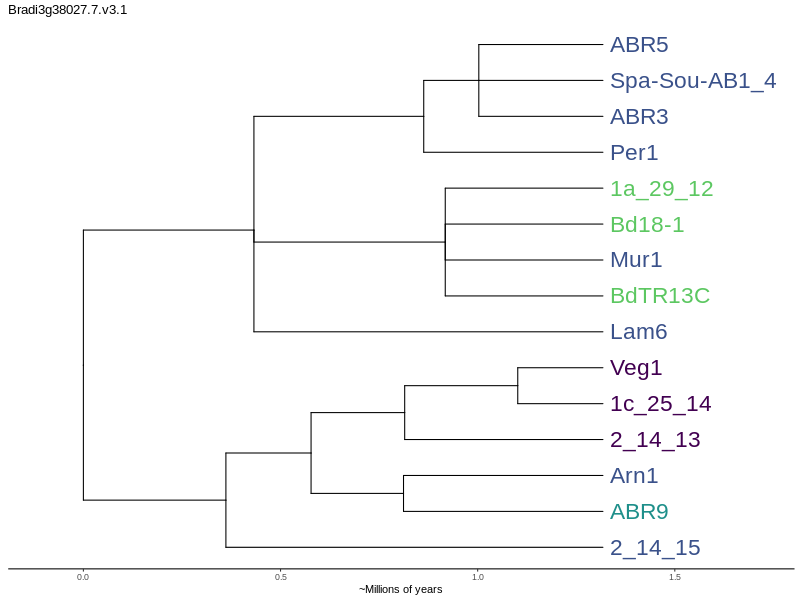 Bradi3g38027.7.v3.1
ABR5
Spa-Sou-AB1_4
ABR3
Per1
1a_29_12
Bd18-1
Mur1
BdTR13C
Lam6
Veg1
1c_25_14
2_14_13
Arn1
ABR9
2_14_15
0.0 0.5 1.0 1.5
~Millions of years